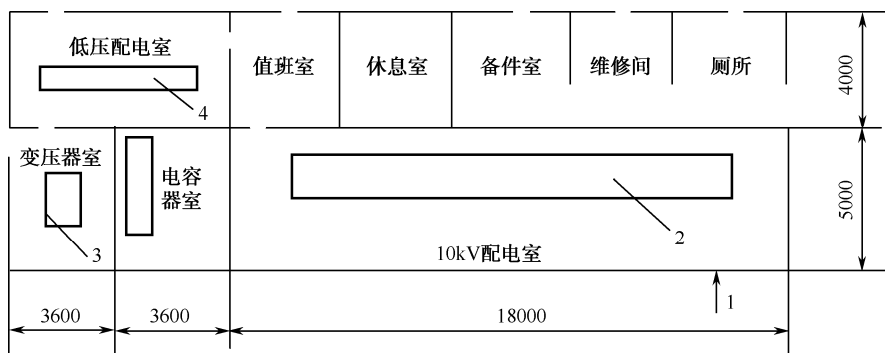 低压配电室
值班室
休息室
备件室
维修间
厕所
4000
4
变压器室
电容
器室
5000
2
3
10kV配电室
1
3600
3600
18000